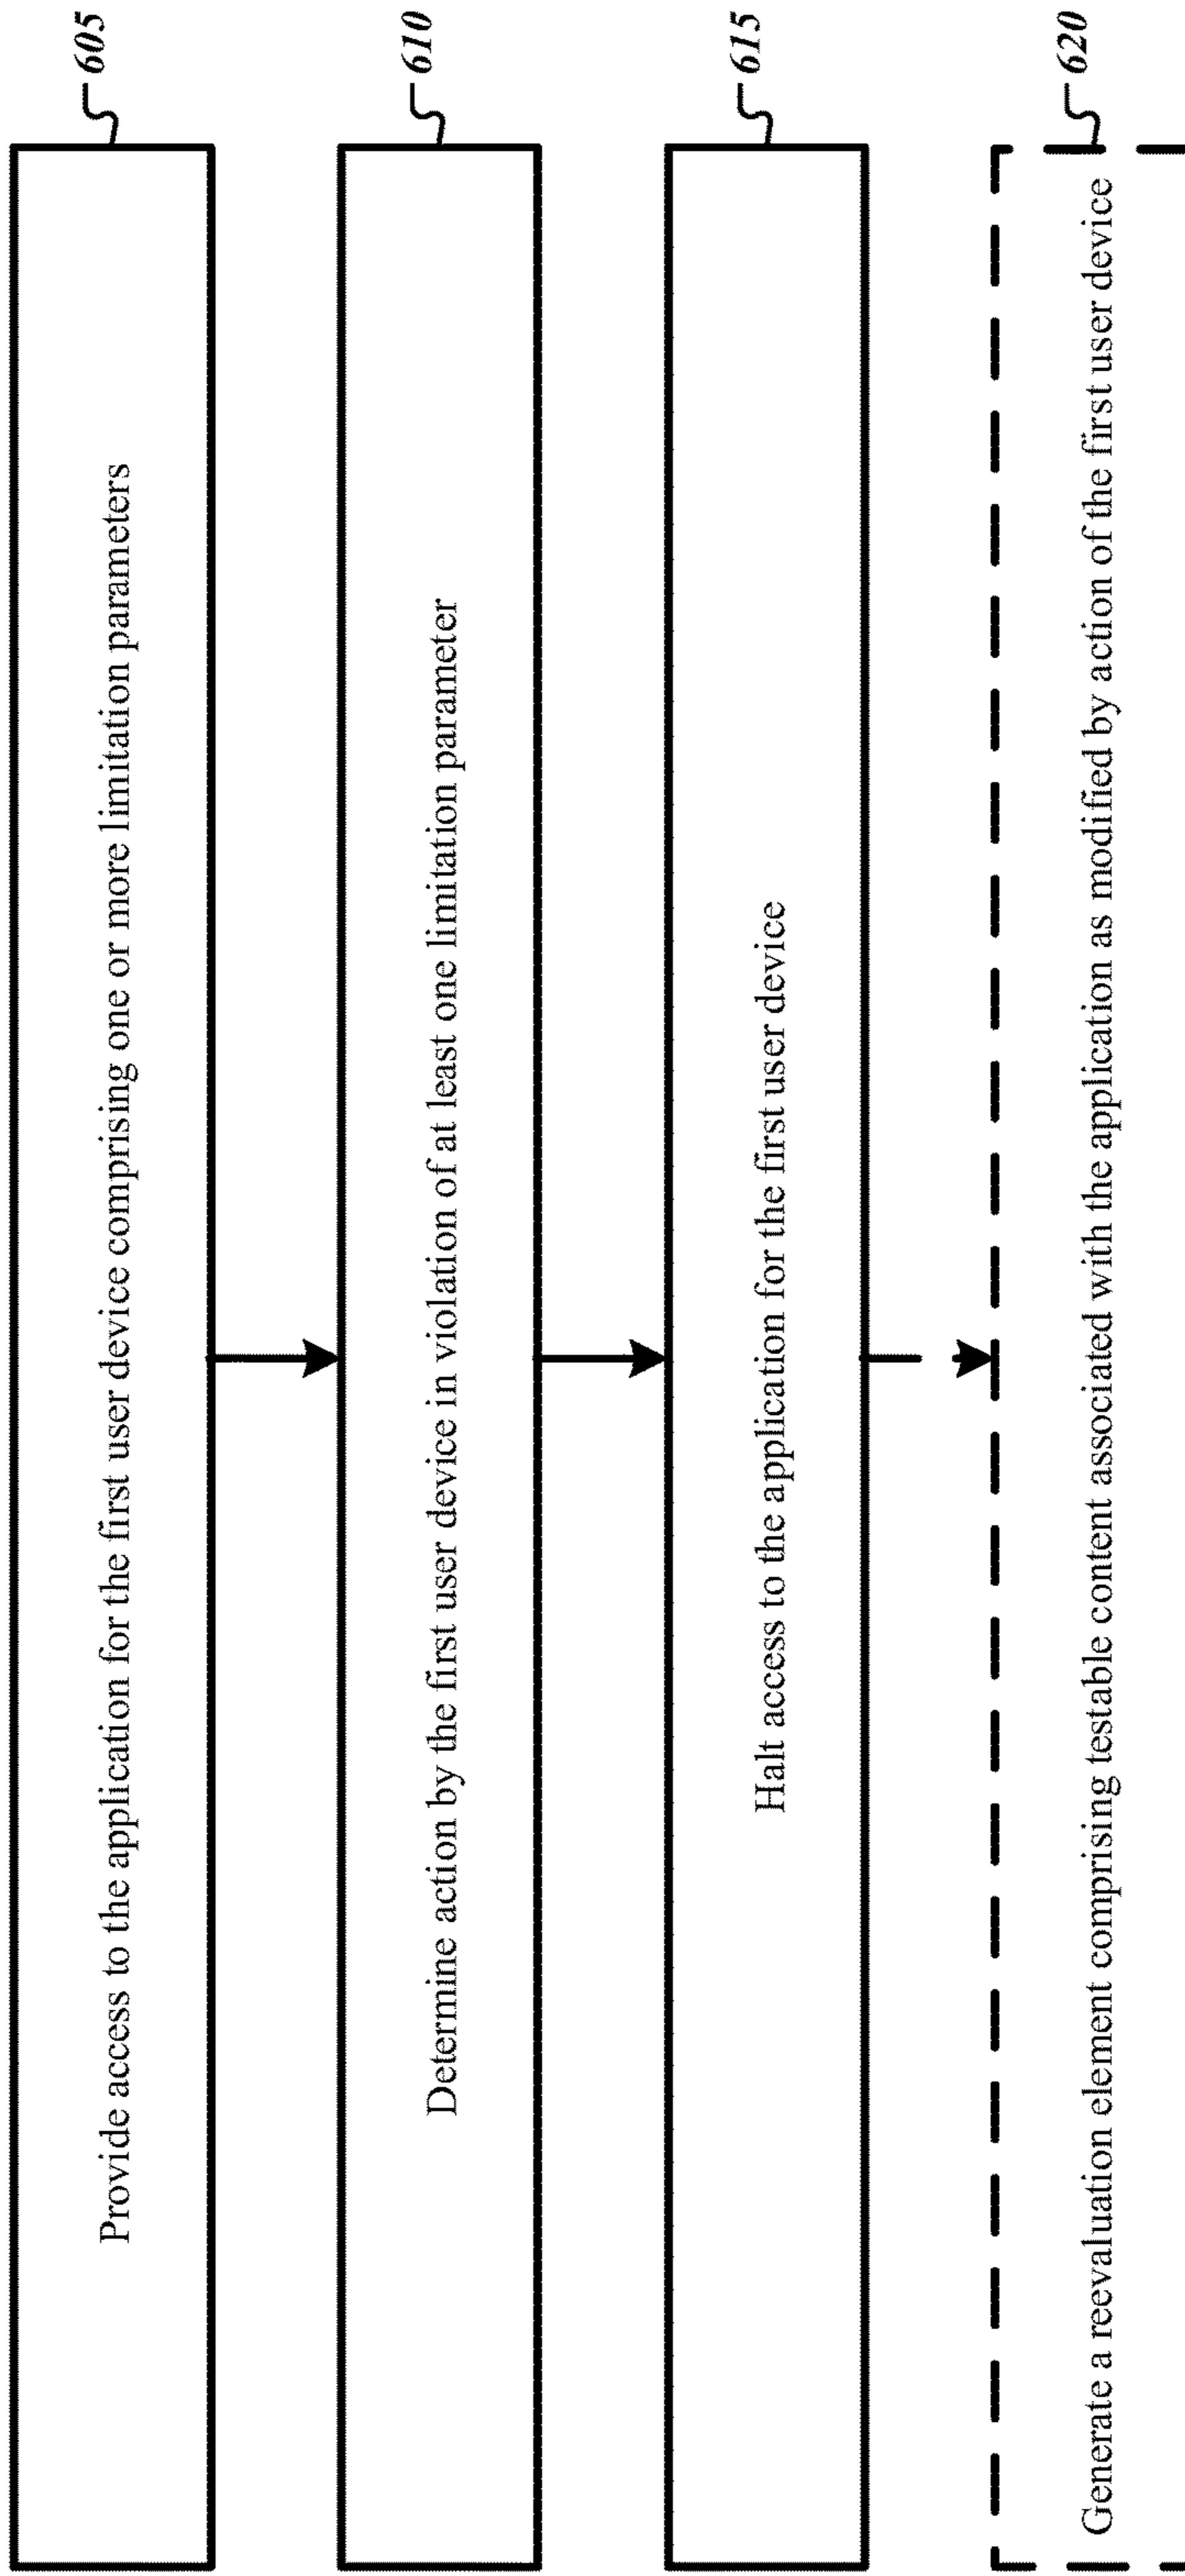 Provide access to the application for the first user device comprising one or more limitation parameters
605
Determine action by the first user device in violation of at least one limitation parameter
610
Halt access to the application for the first user device
615
Generate a reevaluation element comprising testable content associated with the application as modified by action of the first user device
620